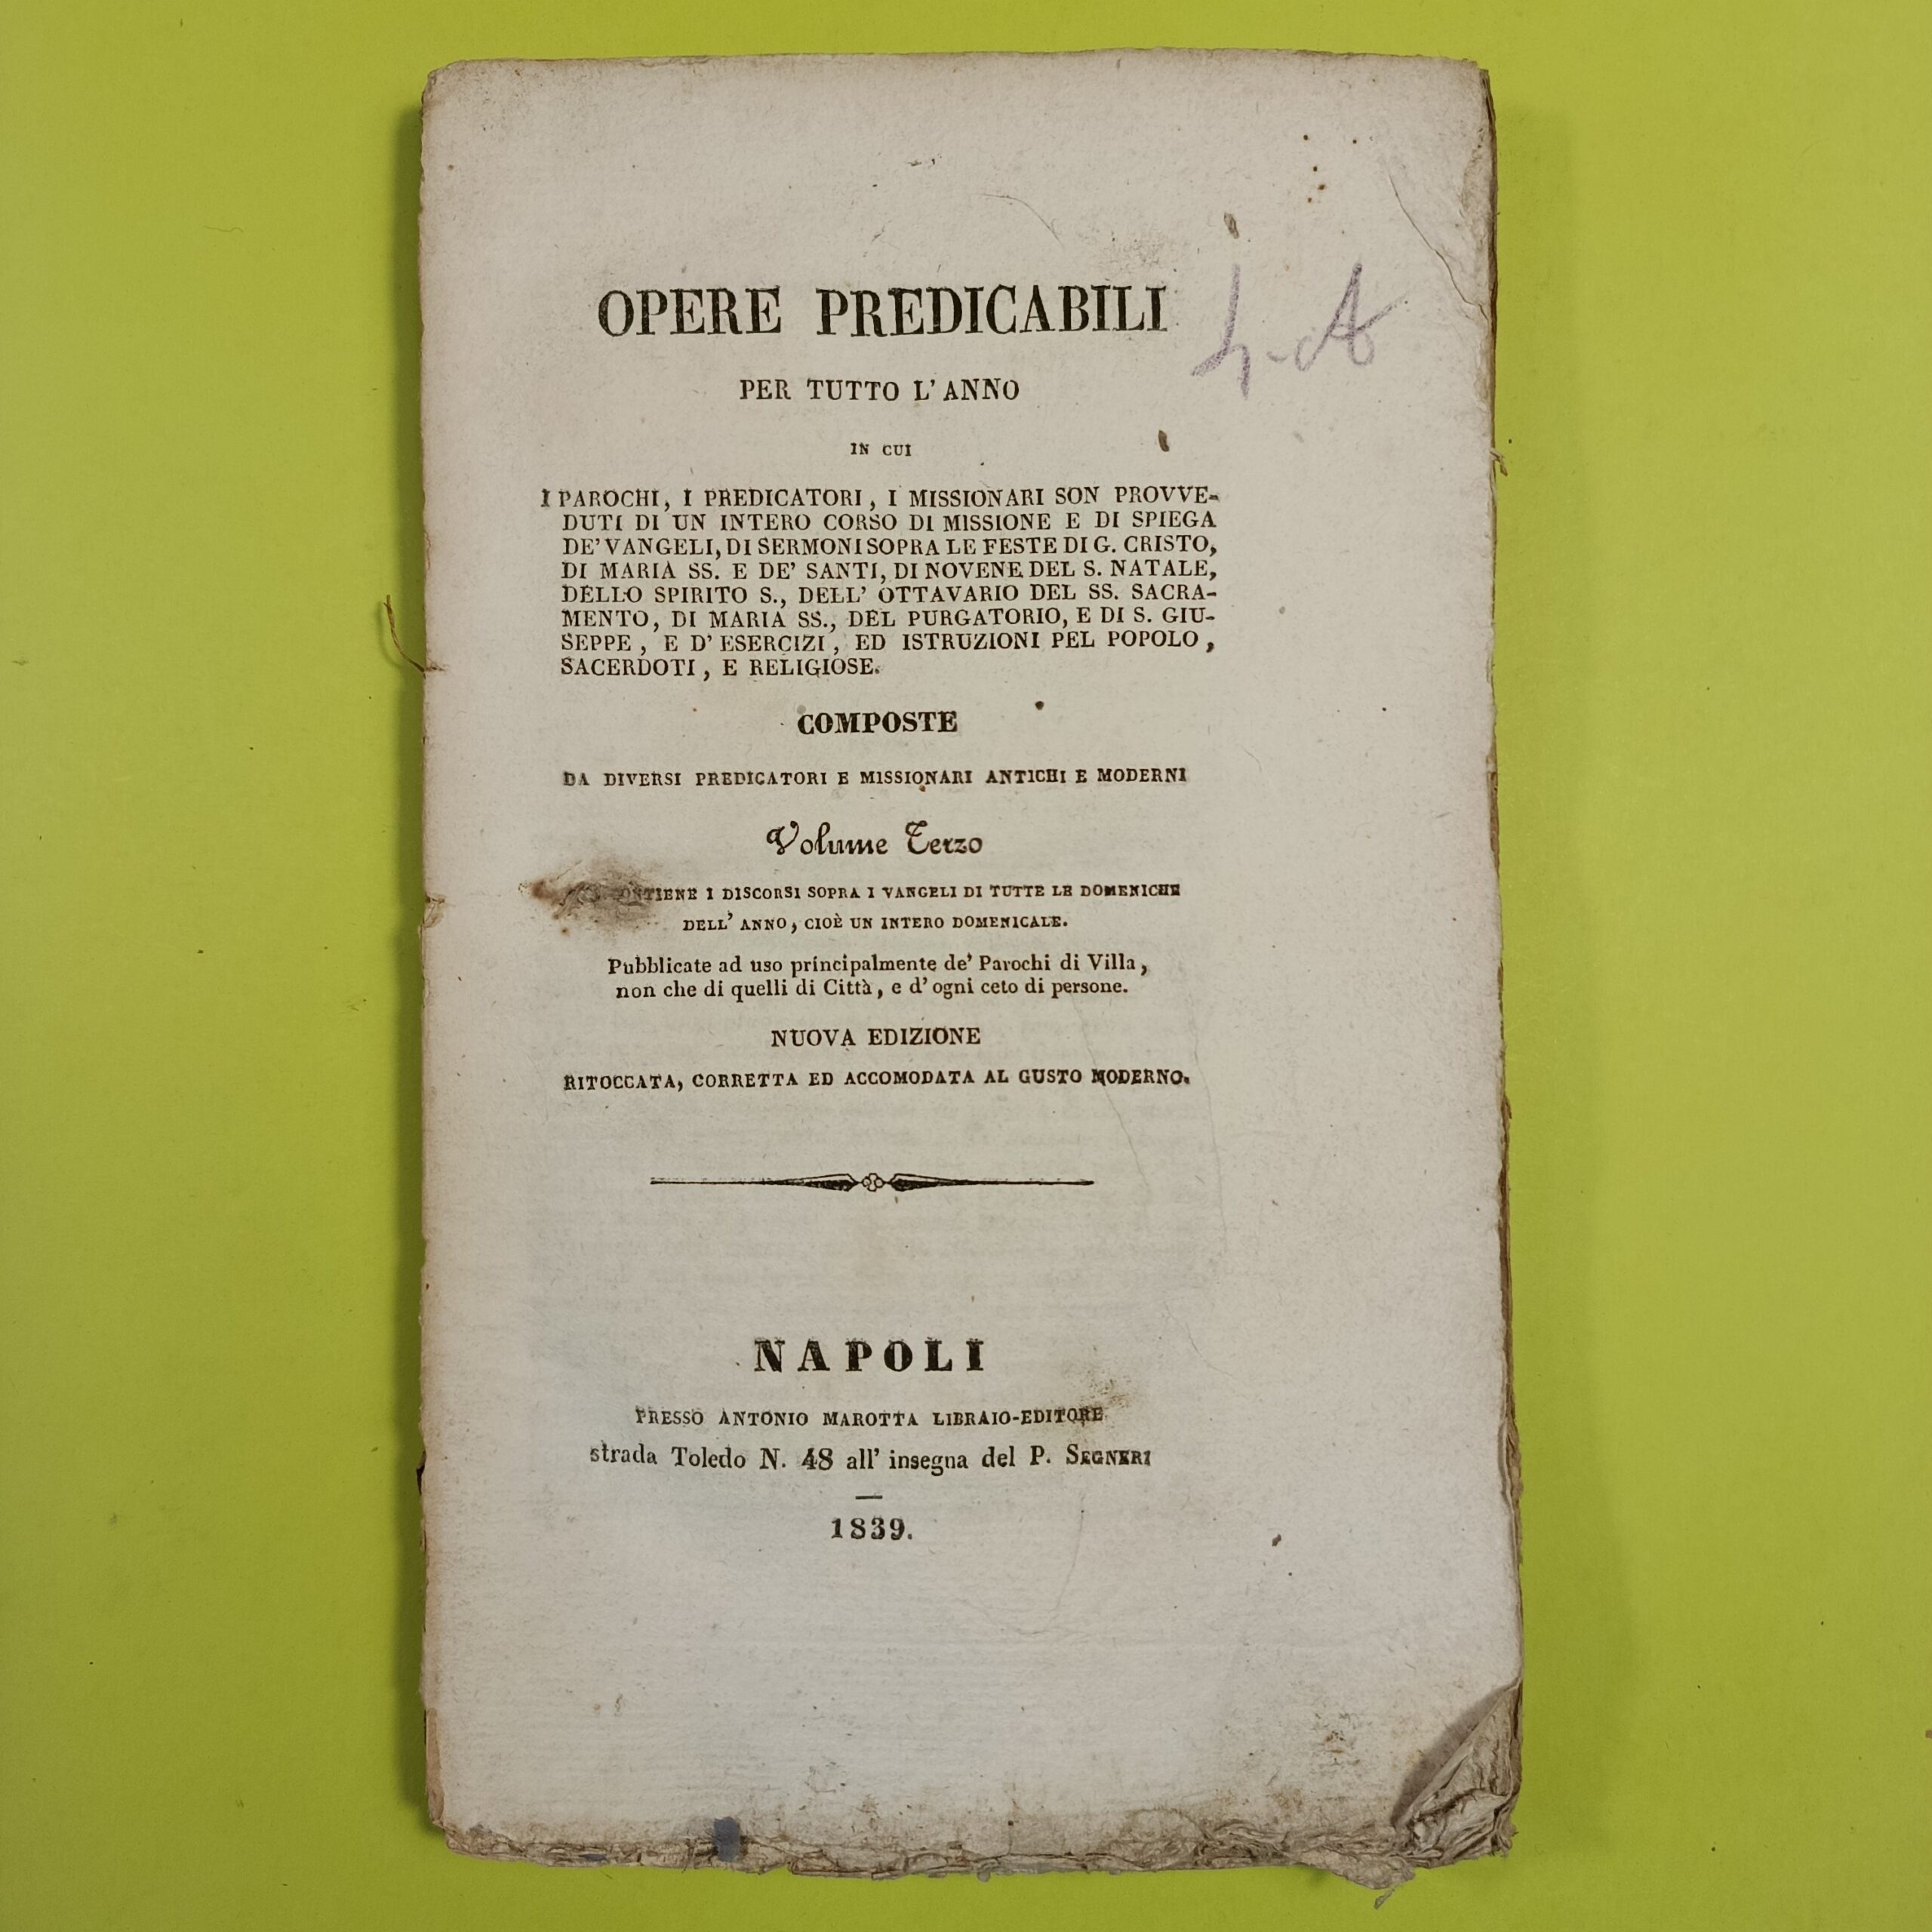 OPERE PREDICABILI
PER TUTTO L'ANNO
IN CUI
I PAROCHI, I PREDICATORI, I MISSIONARI SON PROVVE-
DUTI DI UN INTERO CORSO DI MISSIONE E DI SPIEGA
DE' VANGELI, DI SERMONI SOPRA LE FESTE DI G. CRISTO,
DI MARIA SS. E DE' SANTI, DI NOVENE DEL S. NATALE,
DELLO SPIRITO S., DELL' OTTAVARIO DEL SS. SACRA-
MENTO, DI MARIA SS., DEL PURGATORIO, E DI S. GIU-
SEPPE, E D' ESERCIZI, ED ISTRUZIONI PEL POPOLO,
SACERDOTI, E RELIGIOSE.
COMPOSTE
DA DIVERSI PREDICATORI E MISSIONARI ANTICHI E MODERNI
Volume Terzo
CONTIENE I DISCORSI SOPRA I VANGELI DI TUTTE LE DOMENICHE
DELL' ANNO, CIOÈ UN INTERO DOMENICALE.
Pubblicate ad uso principalmente de' Parochi di Villa,
non che di quelli di Città, e d' ogni ceto di persone.
NUOVA EDIZIONE
RITOCCATA, CORRETTA ED ACCOMODATA AL GUSTO MODERNO.
NAPOLI
PRESSO ANTONIO MAROTTA LIBRAIO-EDITORE
strada Toledo N. 48 all' insegna del P. SEGNERI
1839.